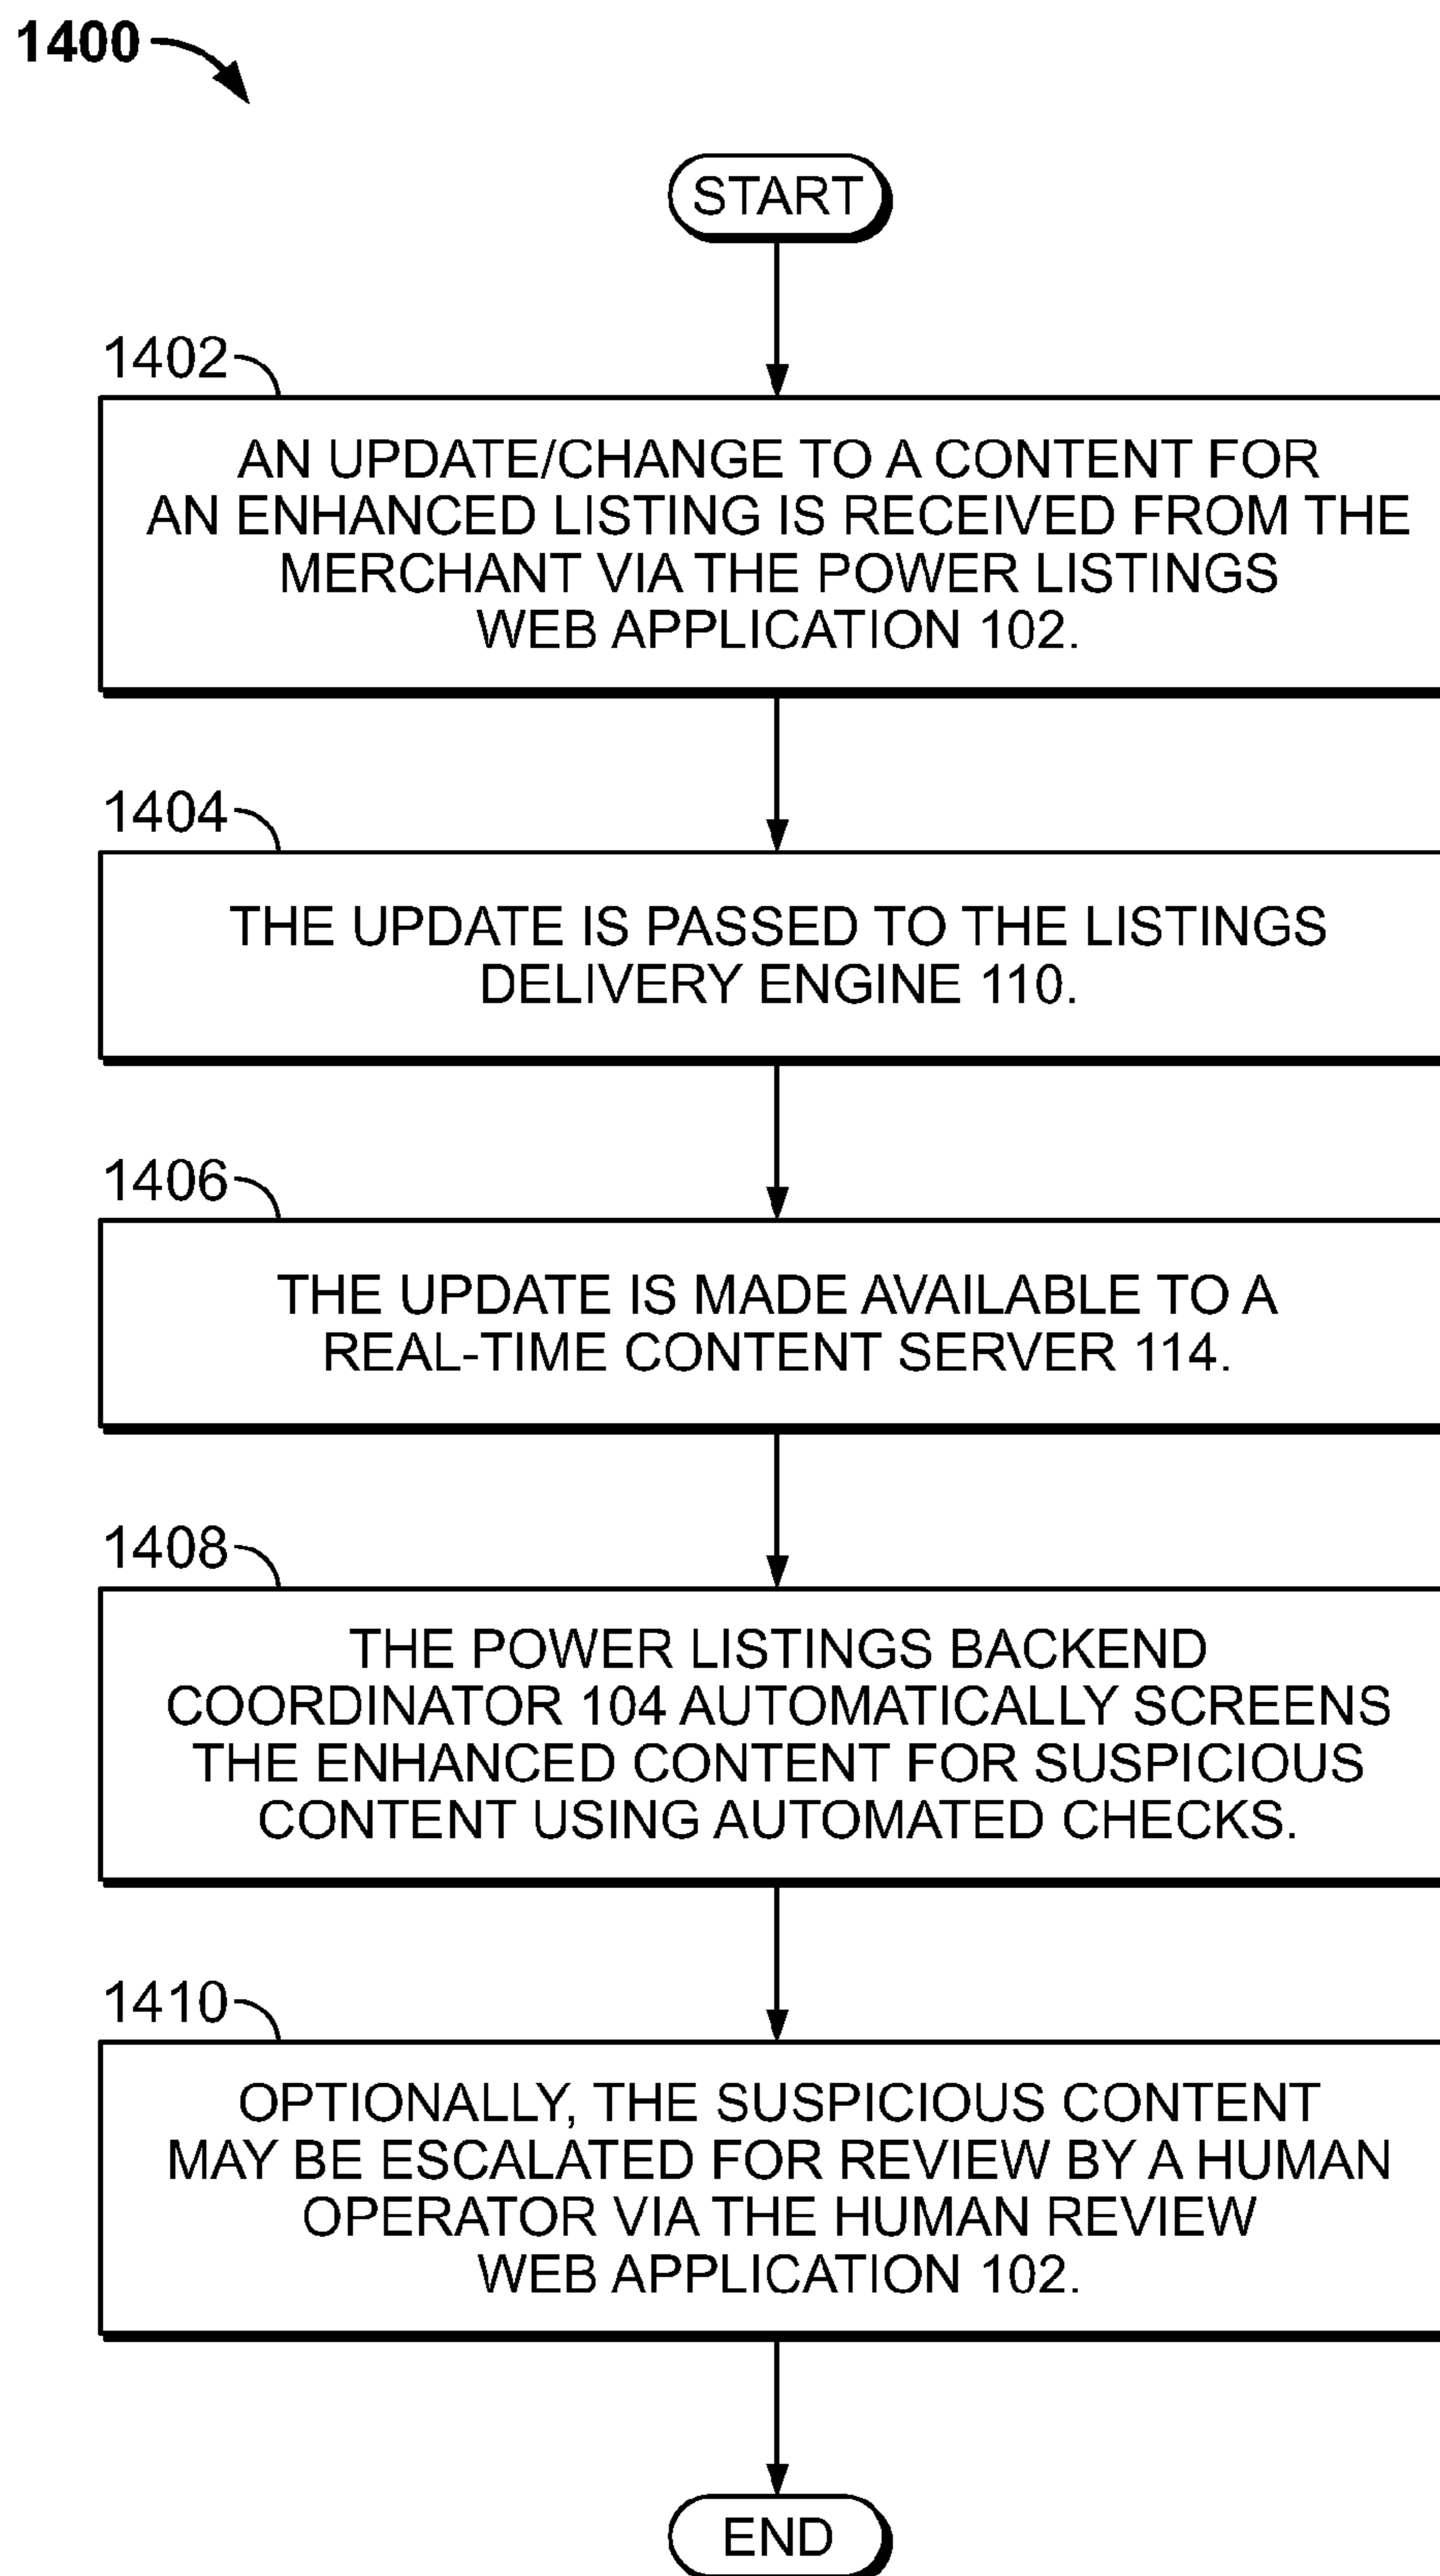 1400
START
1402
AN UPDATE/CHANGE TO A CONTENT FOR
AN ENHANCED LISTING IS RECEIVED FROM THE
MERCHANT VIA THE POWER LISTINGS
WEB APPLICATION 102.
1404
THE UPDATE IS PASSED TO THE LISTINGS
DELIVERY ENGINE 110.
1406
THE UPDATE IS MADE AVAILABLE TO A
REAL-TIME CONTENT SERVER 114.
1408
THE POWER LISTINGS BACKEND
COORDINATOR 104 AUTOMATICALLY SCREENS
THE ENHANCED CONTENT FOR SUSPICIOUS
CONTENT USING AUTOMATED CHECKS.
1410
OPTIONALLY, THE SUSPICIOUS CONTENT
MAY BE ESCALATED FOR REVIEW BY A HUMAN
OPERATOR VIA THE HUMAN REVIEW
WEB APPLICATION 102.
END